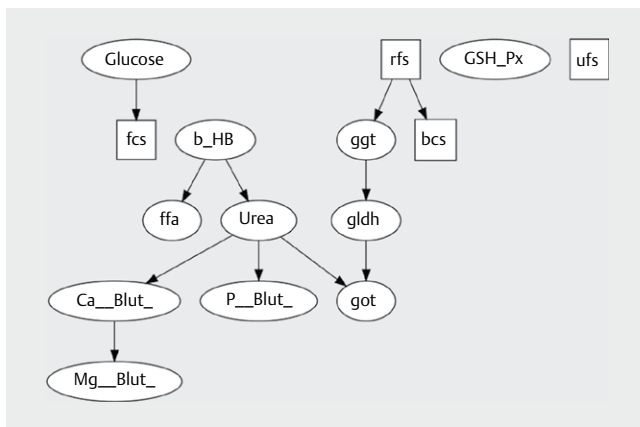 Glucose
rfs
GSH_Px
ufs
fcs
b_HB
ggt
bcs
ffa
Urea
gldh
Ca__Blut_
P__Blut_
got
Mg__Blut_